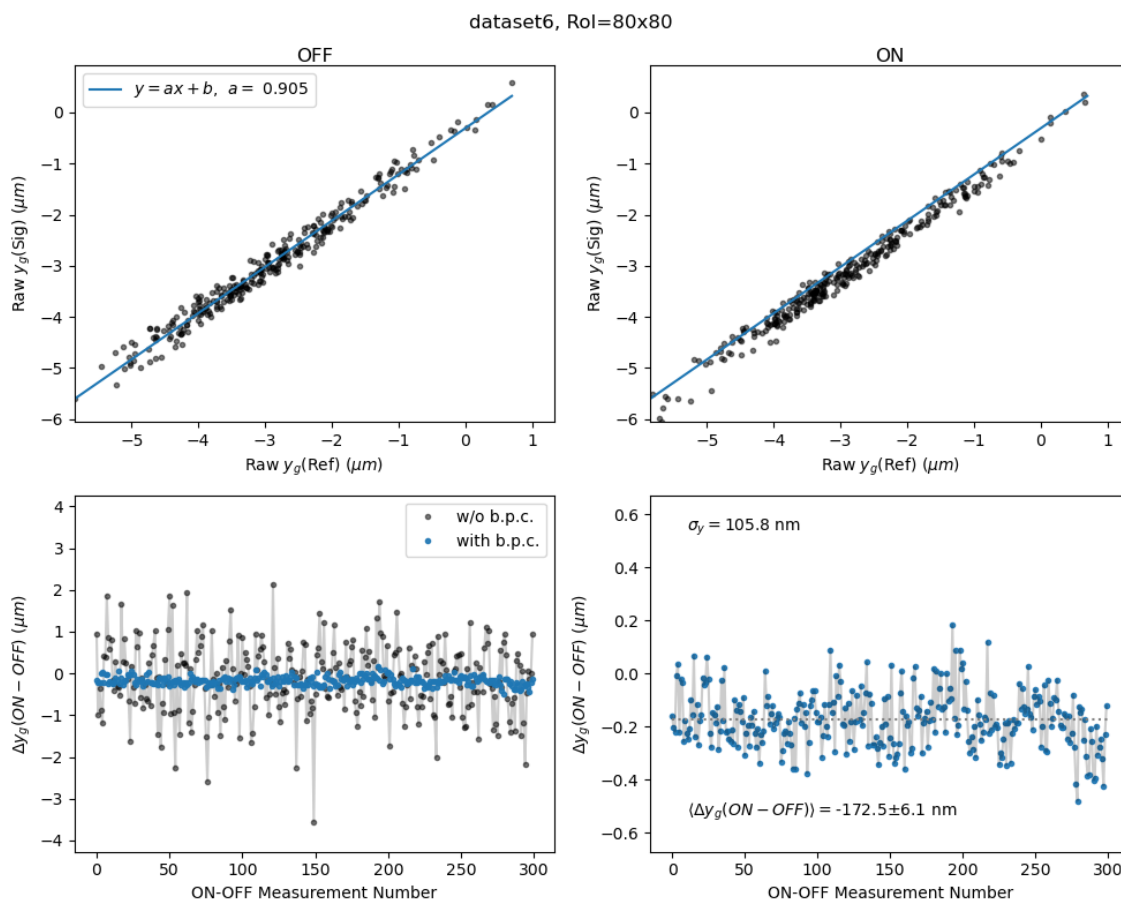 dataset6, RoI=80x80
OFF
y = ax + b, a = 0.905
0
−1
−2
−3
−4
−5
−6
Raw y_g(Sig) (μm)
−5 −4 −3 −2 −1 0 1
Raw y_g(Ref) (μm)
ON
0
−1
−2
−3
−4
−5
−6
Raw y_g(Sig) (μm)
−5 −4 −3 −2 −1 0 1
Raw y_g(Ref) (μm)
w/o b.p.c.
with b.p.c.
4
3
2
1
0
−1
−2
−3
−4
Δy_g(ON − OFF) (μm)
0 50 100 150 200 250 300
ON-OFF Measurement Number
σ_y = 105.8 nm
0.6
0.4
0.2
0.0
−0.2
−0.4
−0.6
Δy_g(ON − OFF) (μm)
⟨Δy_g(ON − OFF)⟩ = -172.5±6.1 nm
0 50 100 150 200 250 300
ON-OFF Measurement Number